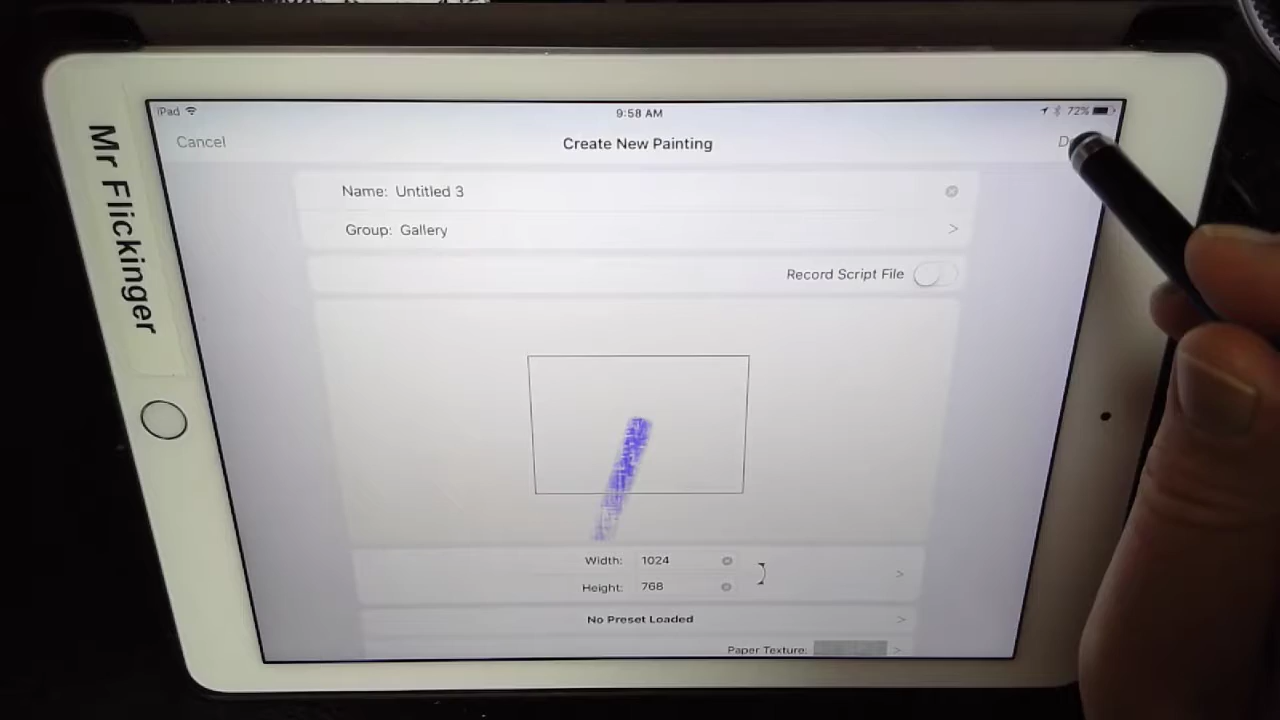 Mr Flickinger
iPad
9:58 AM
72%
Cancel
Create New Painting
Name: Untitled 3
Group: Gallery
>
Record Script File
Width: 1024
Height: 768
>
No Preset Loaded
>
Paper Texture:
>